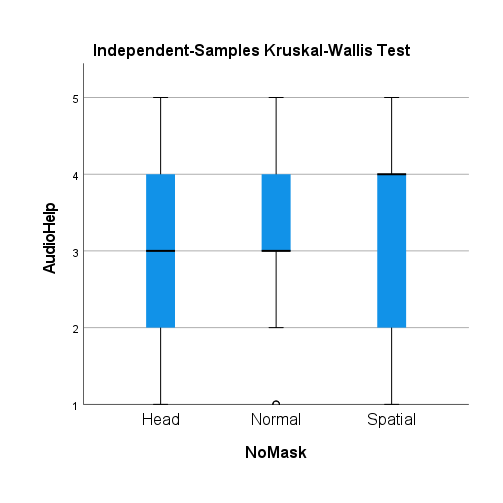 Independent-Samples Kruskal-Wallis Test
5
4
3
2
1
AudioHelp
Head Normal Spatial
NoMask